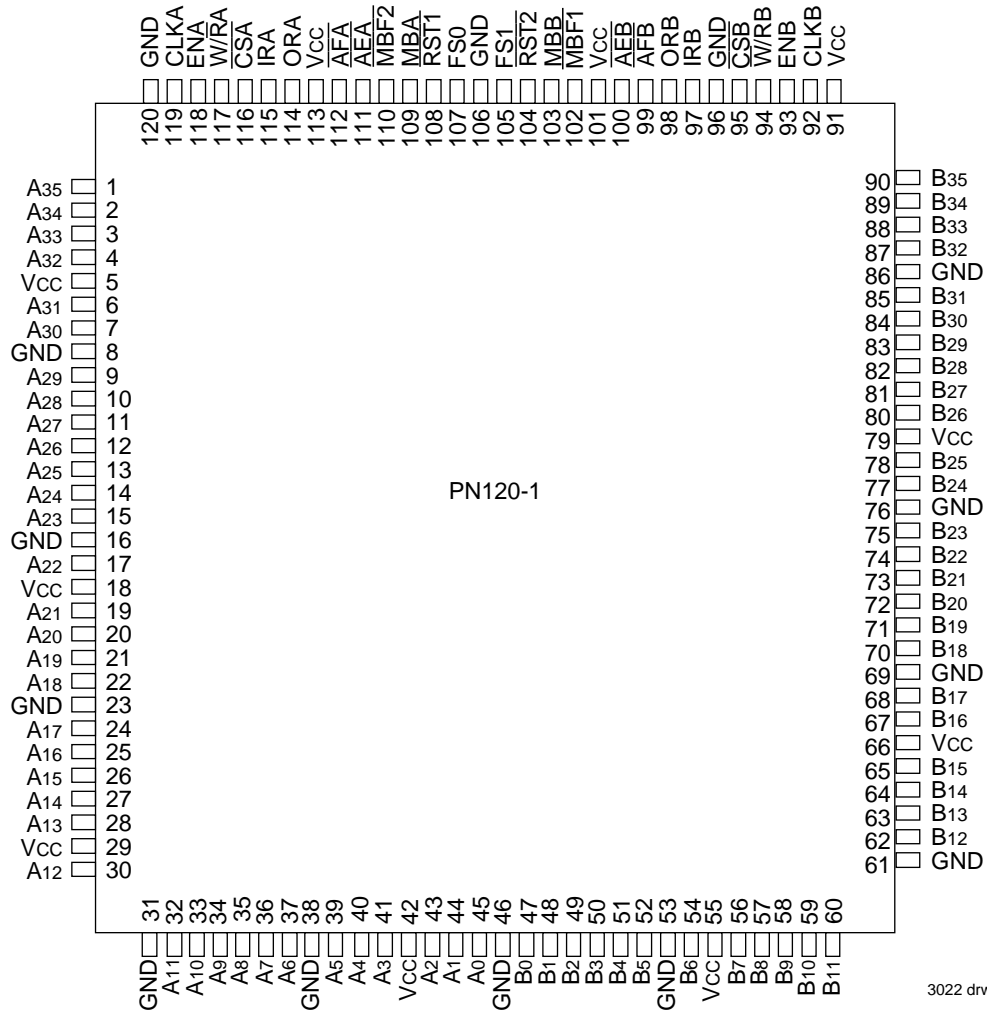 GND
CLKA
ENA
W/RA
CSA
IRA
ORA
Vcc
AFA
AEA
MBF2
MBA
RST1
FS0
GND
FS1
RST2
MBB
MBF1
Vcc
AEB
AFB
ORB
IRB
GND
CSB
W/RB
ENB
CLKB
Vcc
120 119 118 117 116 115 114 113 112 111 110 109 108 107 106 105 104 103 102 101 100 99 98 97 96 95 94 93 92 91
A35 1
A34 2
A33 3
A32 4
VCC 5
A31 6
A30 7
GND 8
A29 9
A28 10
A27 11
A26 12
A25 13
A24 14
A23 15
GND 16
A22 17
VCC 18
A21 19
A20 20
A19 21
A18 22
GND 23
A17 24
A16 25
A15 26
A14 27
A13 28
VCC 29
A12 30
PN120-1
90 B35
89 B34
88 B33
87 B32
86 GND
85 B31
84 B30
83 B29
82 B28
81 B27
80 B26
79 VCC
78 B25
77 B24
76 GND
75 B23
74 B22
73 B21
72 B20
71 B19
70 B18
69 GND
68 B17
67 B16
66 VCC
65 B15
64 B14
63 B13
62 B12
61 GND
31 32 33 34 35 36 37 38 39 40 41 42 43 44 45 46 47 48 49 50 51 52 53 54 55 56 57 58 59 60
GND
A11
A10
A9
A8
A7
A6
GND
A5
A4
A3
VCC
A2
A1
A0
GND
B0
B1
B2
B3
B4
B5
GND
B6
VCC
B7
B8
B9
B10
B11
3022 drv